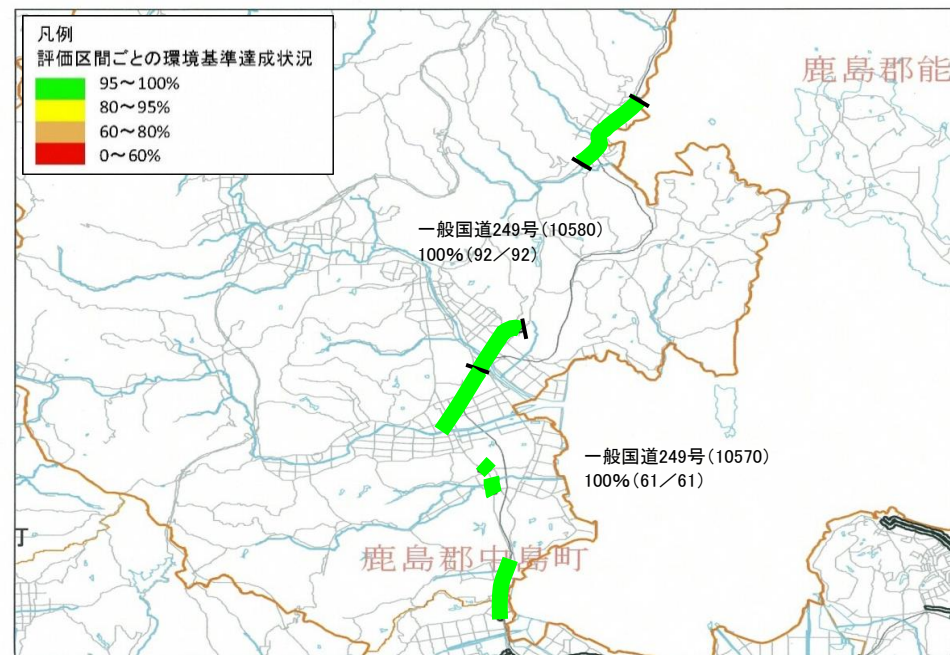 凡例
評価区間ごとの環境基準達成状況
95～100%
80～95%
60～80%
0～60%
鹿島郡能
一般国道249号(10580)
100%(92／92)
一般国道249号(10570)
100%(61／61)
鹿島郡中島町
町